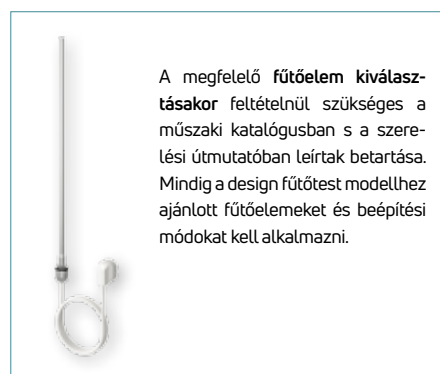 A megfelelő fűtőelem kiválasz-
tásakor feltételnül szükséges a
műszaki katalógusban s a szere-
lési útmutatóban leírtak betartása.
Mindig a design fűtőtest modellhez
ajánlott fűtőelemeket és beépítési
módokat kell alkalmazni.